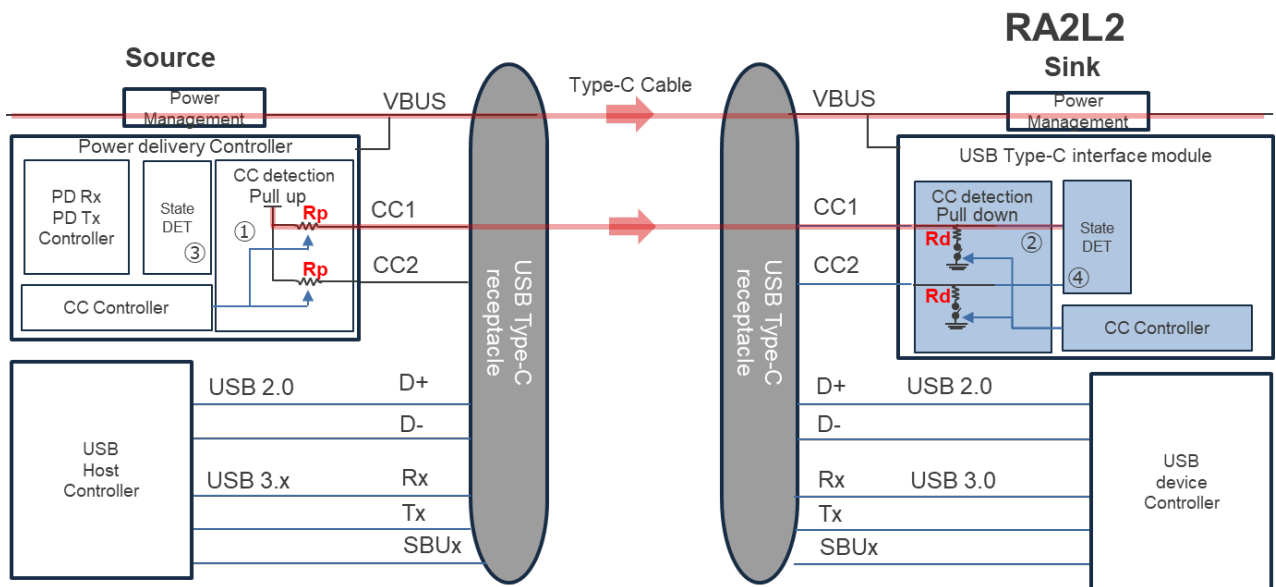 RA2L2
Source
Sink
Type-C Cable
Power
Management
VBUS
VBUS
Power
Management
Power delivery Controller
PD Rx
PD Tx
Controller
State
DET
③
CC detection
Pull up
①
Rp
Rp
CC Controller
CC1
CC2
USB Type-C
receptacle
USB Type-C
receptacle
CC1
CC2
USB Type-C interface module
CC detection
Pull down
Rd
②
Rd
State
DET
④
CC Controller
USB
Host
Controller
USB 2.0
D+
D-
USB 3.x
Rx
Tx
SBUx
D+
USB 2.0
D-
Rx
USB 3.0
Tx
SBUx
USB
device
Controller